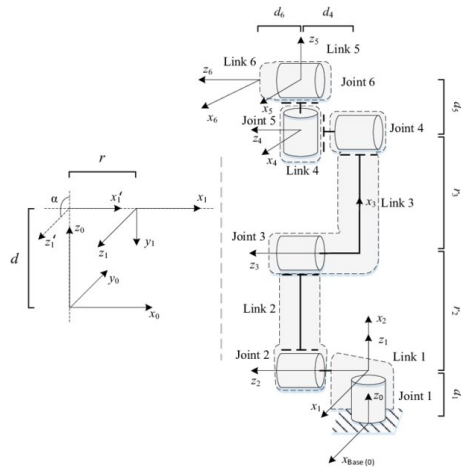 d6 d4
z5
Link 5
Link 6
z6
Joint 6
x5
x6
Joint 5
z4
Joint 4
d5
x4
Link 4
r
α
x1′
x1
z0
z1′
z1
y1
d
y0
x0
x3
Link 3
r3
Joint 3
z3
Link 2
r2
x2
z1
Joint 2
Link 1
z2
Joint 1
x1
z0
d1
xBase (0)